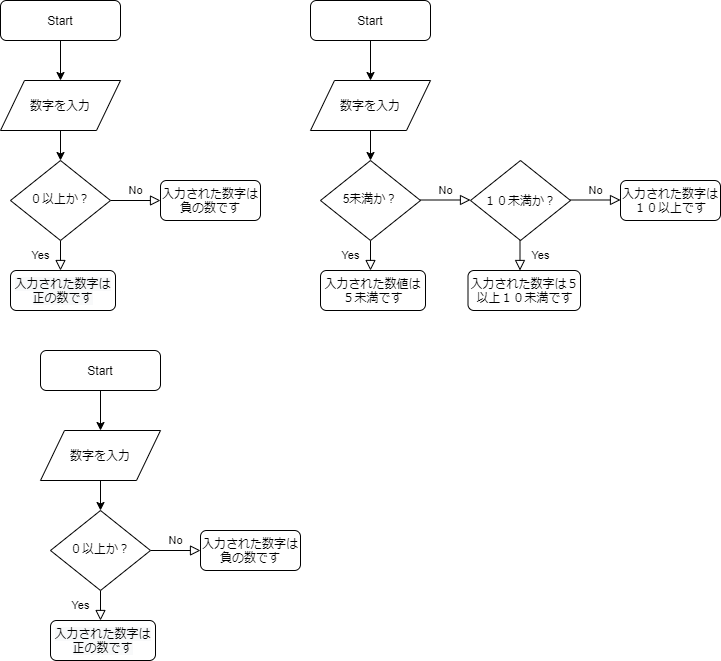 Start
数字を入力
０以上か？
No
入力された数字は
負の数です
Yes
入力された数字は
正の数です
Start
数字を入力
5未満か？
No
１０未満か？
No
入力された数字は
１０以上です
Yes
入力された数値は
５未満です
Yes
入力された数字は５
以上１０未満です
Start
数字を入力
０以上か？
No
入力された数字は
負の数です
Yes
入力された数字は
正の数です